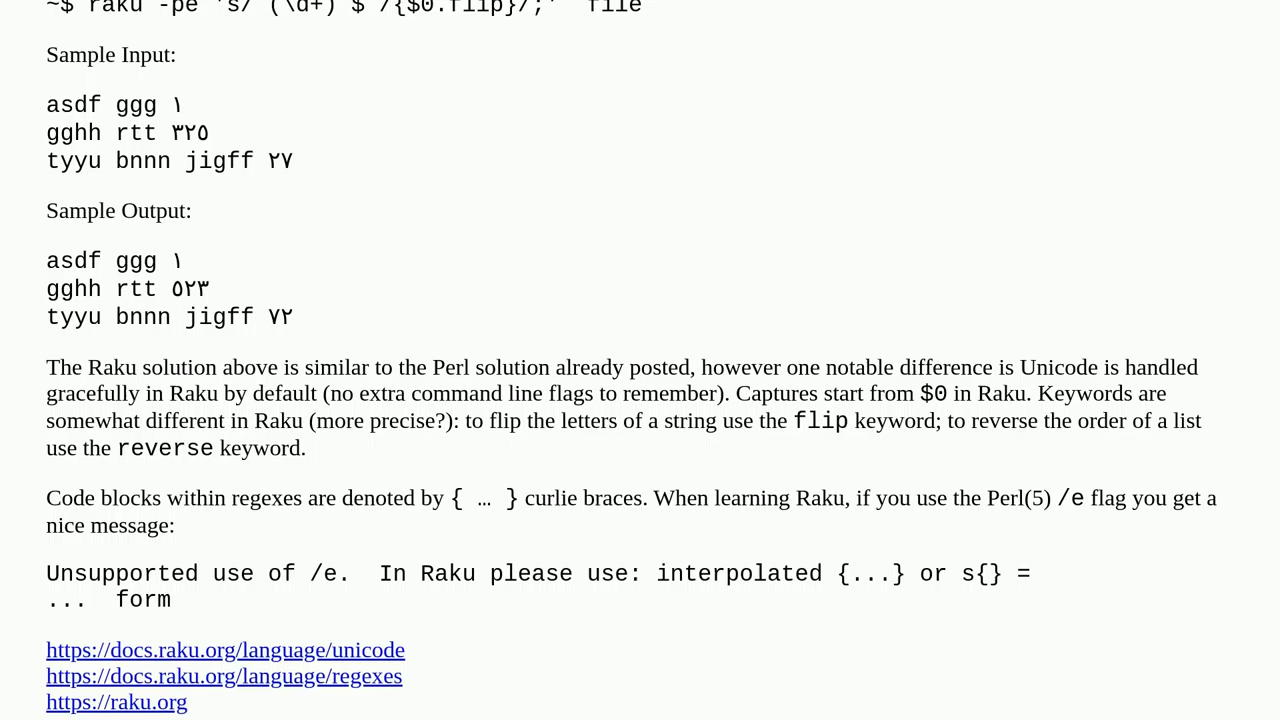 ~$ raku -pe 's/ (\d+) $ /{$0.flip}/;'  file
Sample Input:
asdf ggg ١
gghh rtt ٣٢٥
tyyu bnnn jigff ٢٧
Sample Output:
asdf ggg ١
gghh rtt ٥٢٣
tyyu bnnn jigff ٧٢
The Raku solution above is similar to the Perl solution already posted, however one notable difference is Unicode is handled
gracefully in Raku by default (no extra command line flags to remember). Captures start from $0 in Raku. Keywords are
somewhat different in Raku (more precise?): to flip the letters of a string use the flip keyword; to reverse the order of a list
use the reverse keyword.
Code blocks within regexes are denoted by { … } curlie braces. When learning Raku, if you use the Perl(5) /e flag you get a
nice message:
Unsupported use of /e.  In Raku please use: interpolated {...} or s{} =
...  form
https://docs.raku.org/language/unicode
https://docs.raku.org/language/regexes
https://raku.org